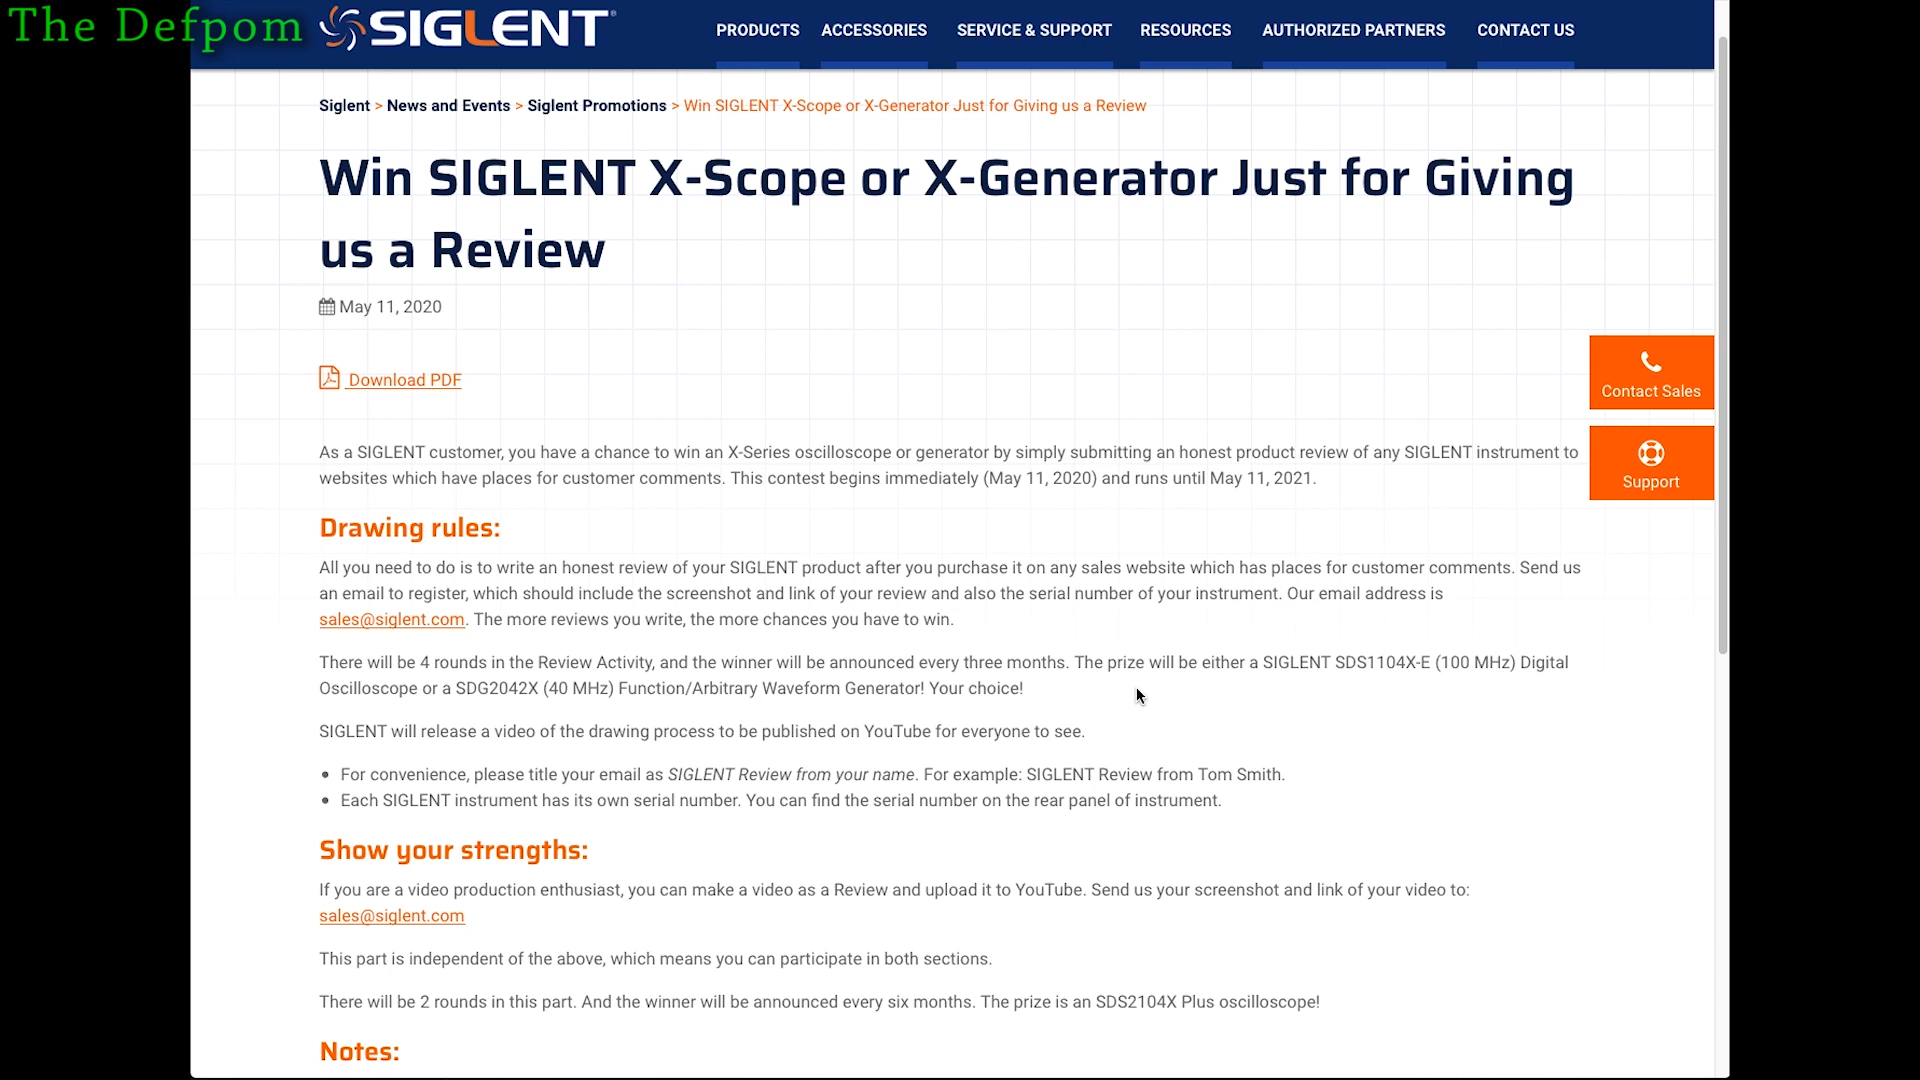 The Defpom
SIGLENT
PRODUCTS ACCESSORIES SERVICE & SUPPORT RESOURCES AUTHORIZED PARTNERS CONTACT US
Siglent > News and Events > Siglent Promotions > Win SIGLENT X-Scope or X-Generator Just for Giving us a Review
Win SIGLENT X-Scope or X-Generator Just for Giving
us a Review
May 11, 2020
Download PDF
Contact Sales
Support
As a SIGLENT customer, you have a chance to win an X-Series oscilloscope or generator by simply submitting an honest product review of any SIGLENT instrument to
websites which have places for customer comments. This contest begins immediately (May 11, 2020) and runs until May 11, 2021.
Drawing rules:
All you need to do is to write an honest review of your SIGLENT product after you purchase it on any sales website which has places for customer comments. Send us
an email to register, which should include the screenshot and link of your review and also the serial number of your instrument. Our email address is
sales@siglent.com. The more reviews you write, the more chances you have to win.
There will be 4 rounds in the Review Activity, and the winner will be announced every three months. The prize will be either a SIGLENT SDS1104X-E (100 MHz) Digital
Oscilloscope or a SDG2042X (40 MHz) Function/Arbitrary Waveform Generator! Your choice!
SIGLENT will release a video of the drawing process to be published on YouTube for everyone to see.
• For convenience, please title your email as SIGLENT Review from your name. For example: SIGLENT Review from Tom Smith.
• Each SIGLENT instrument has its own serial number. You can find the serial number on the rear panel of instrument.
Show your strengths:
If you are a video production enthusiast, you can make a video as a Review and upload it to YouTube. Send us your screenshot and link of your video to:
sales@siglent.com
This part is independent of the above, which means you can participate in both sections.
There will be 2 rounds in this part. And the winner will be announced every six months. The prize is an SDS2104X Plus oscilloscope!
Notes: